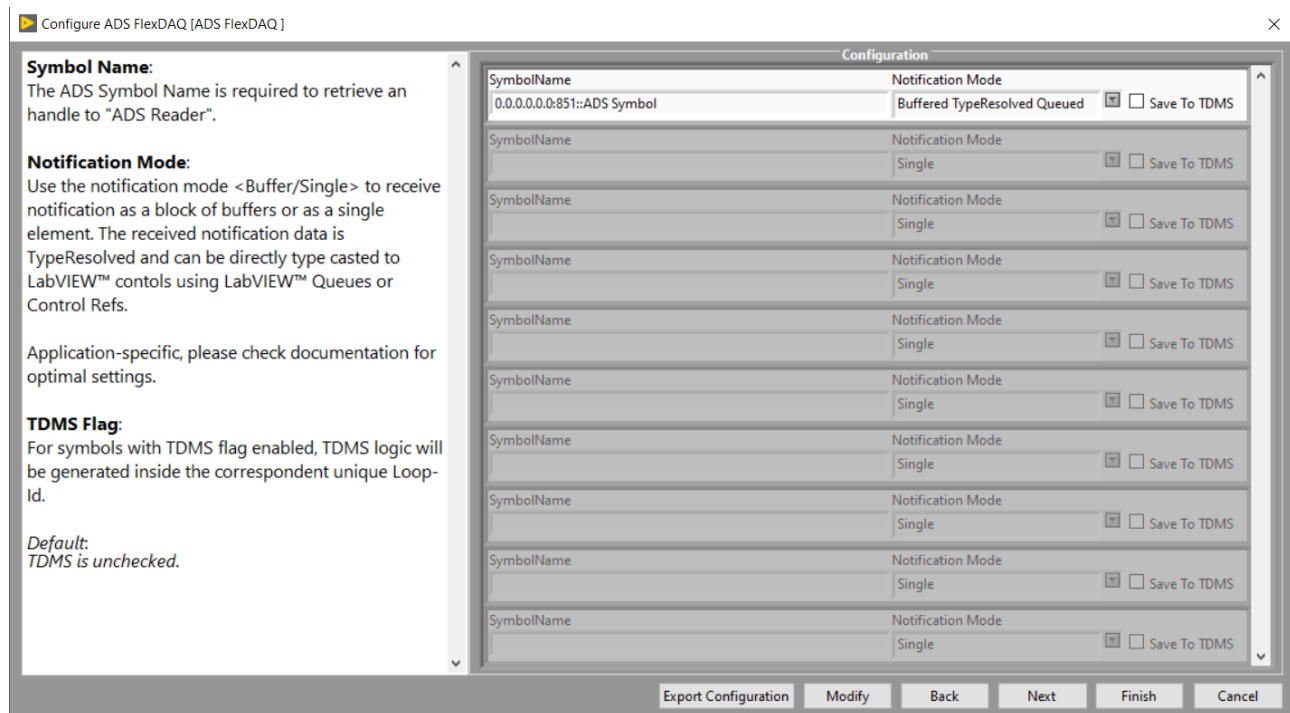 Configure ADS FlexDAQ [ADS FlexDAQ ]
Symbol Name:
The ADS Symbol Name is required to retrieve an
handle to "ADS Reader".
Notification Mode:
Use the notification mode <Buffer/Single> to receive
notification as a block of buffers or as a single
element. The received notification data is
TypeResolved and can be directly type casted to
LabVIEW™ contols using LabVIEW™ Queues or
Control Refs.
Application-specific, please check documentation for
optimal settings.
TDMS Flag:
For symbols with TDMS flag enabled, TDMS logic will
be generated inside the correspondent unique Loop-
Id.
Default:
TDMS is unchecked.
Configuration
SymbolName Notification Mode
0.0.0.0.0.0:851::ADS Symbol Buffered TypeResolved Queued Save To TDMS
SymbolName Notification Mode
Single Save To TDMS
SymbolName Notification Mode
Single Save To TDMS
SymbolName Notification Mode
Single Save To TDMS
SymbolName Notification Mode
Single Save To TDMS
SymbolName Notification Mode
Single Save To TDMS
SymbolName Notification Mode
Single Save To TDMS
SymbolName Notification Mode
Single Save To TDMS
SymbolName Notification Mode
Single Save To TDMS
SymbolName Notification Mode
Single Save To TDMS
Export Configuration Modify Back Next Finish Cancel